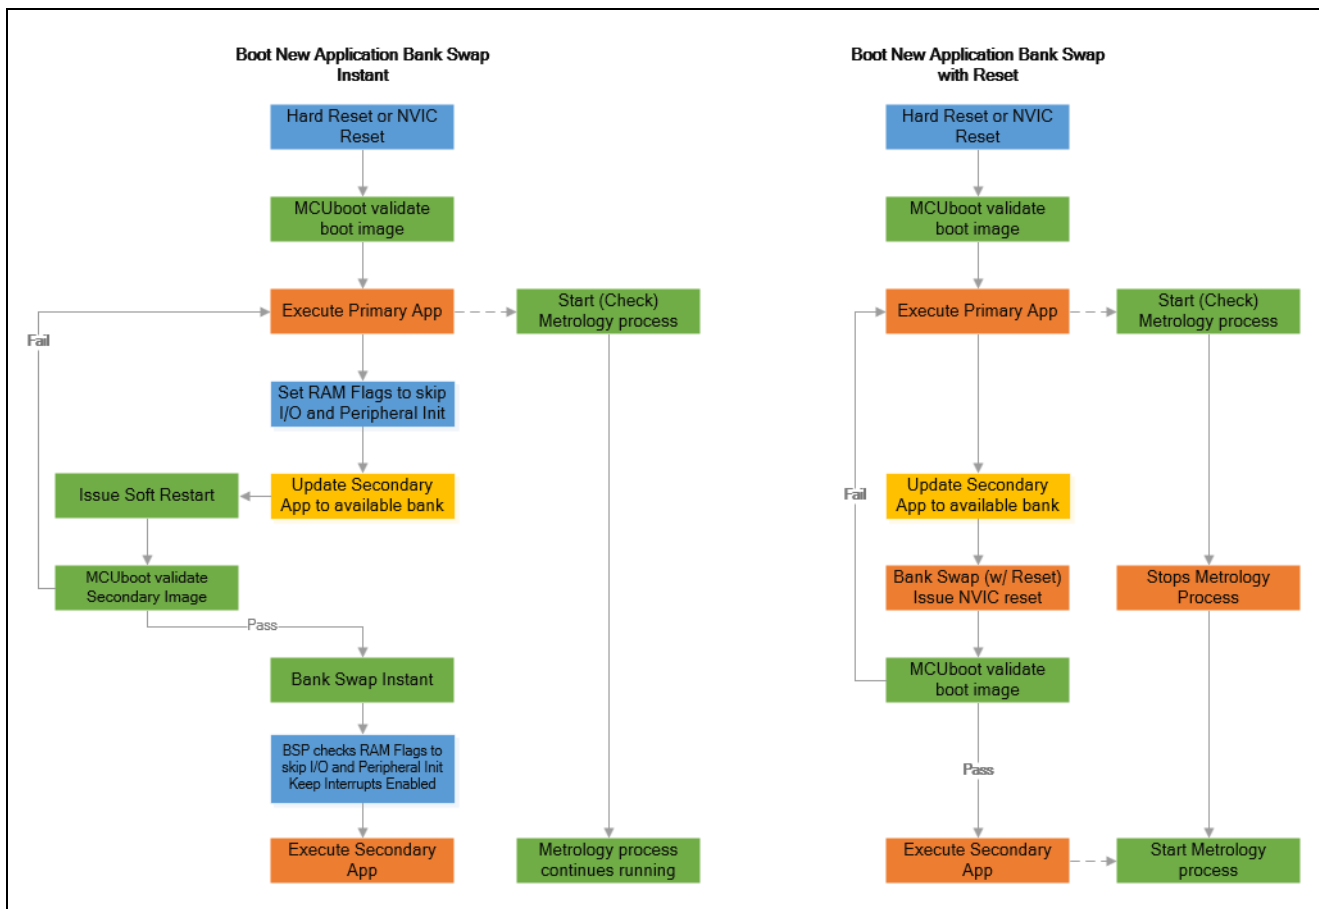 Boot New Application Bank Swap
Instant
Hard Reset or NVIC
Reset
MCUboot validate
boot image
Execute Primary App
Start (Check)
Metrology process
Fail
Set RAM Flags to skip
I/O and Peripheral Init
Issue Soft Restart
Update Secondary
App to available bank
MCUboot validate
Secondary Image
Pass
Bank Swap Instant
BSP checks RAM Flags to
skip I/O and Peripheral Init
Keep Interrupts Enabled
Execute Secondary
App
Metrology process
continues running
Boot New Application Bank Swap
with Reset
Hard Reset or NVIC
Reset
MCUboot validate
boot image
Execute Primary App
Start (Check)
Metrology process
Fail
Update Secondary
App to available bank
Bank Swap (w/ Reset)
Issue NVIC reset
Stops Metrology
Process
MCUboot validate
boot image
Pass
Execute Secondary
App
Start Metrology
process